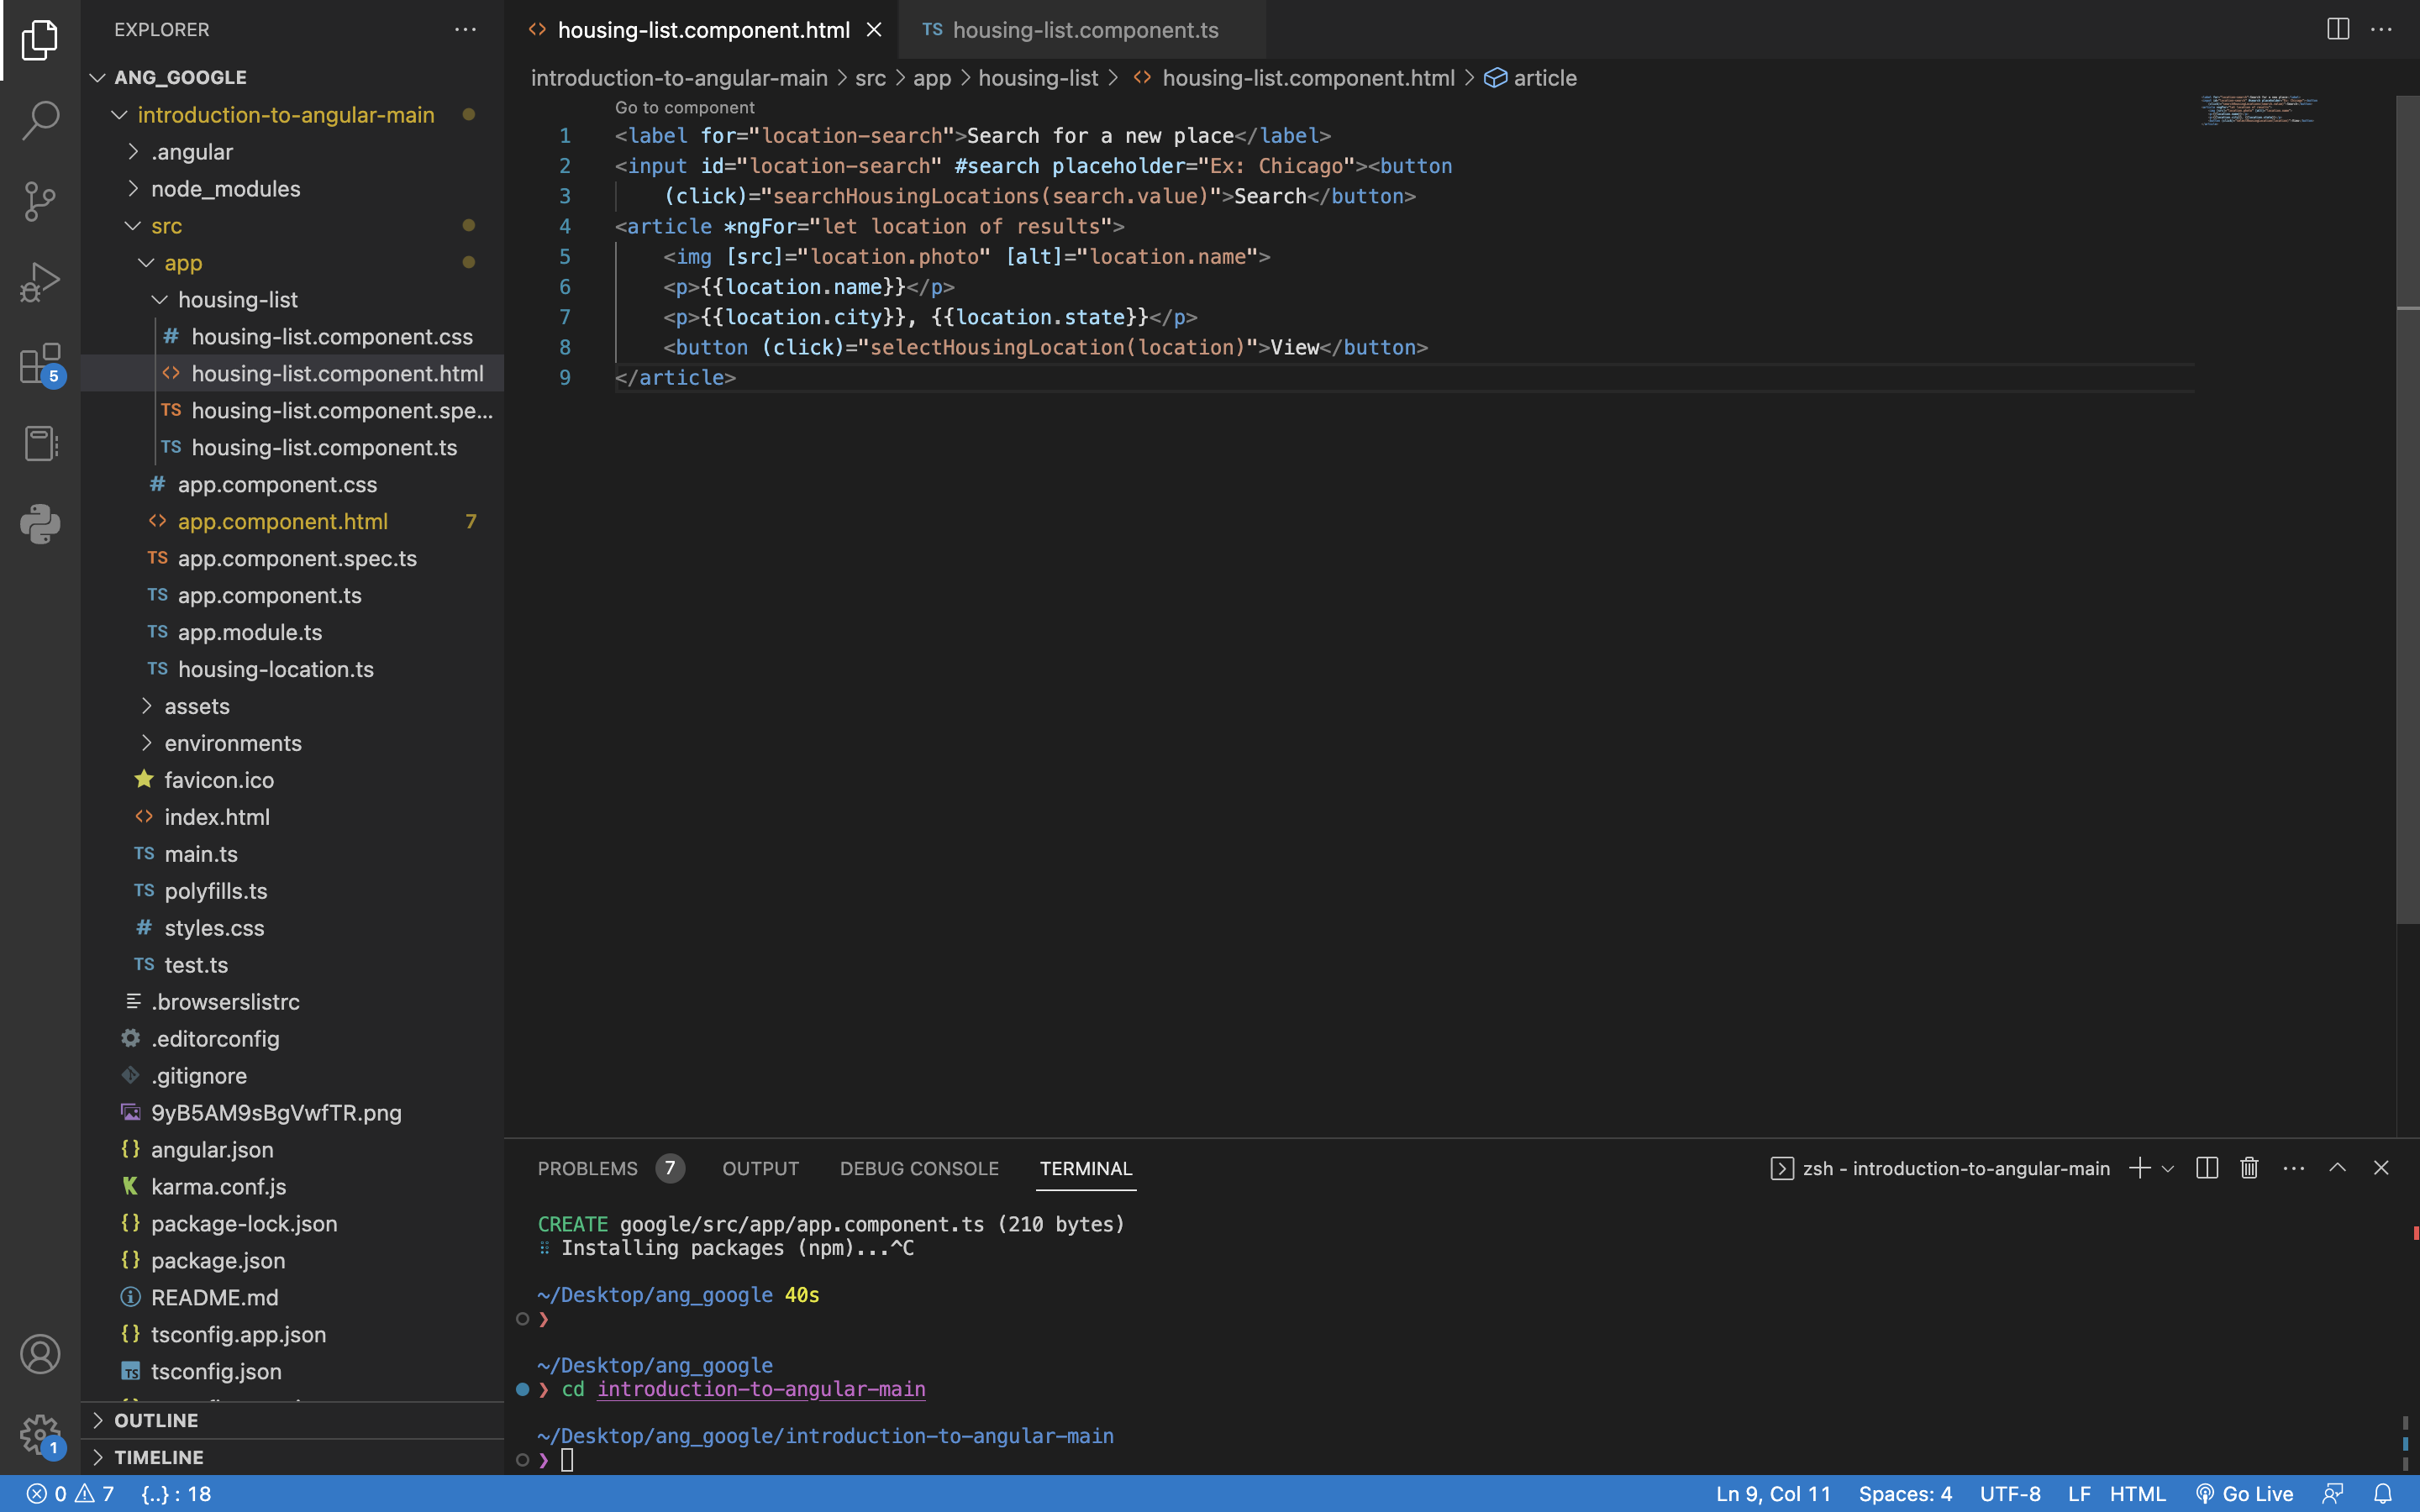 EXPLORER
ANG_GOOGLE
introduction-to-angular-main
.angular
node_modules
src
app
housing-list
housing-list.component.css
housing-list.component.html
housing-list.component.spe...
housing-list.component.ts
app.component.css
app.component.html 7
app.component.spec.ts
app.component.ts
app.module.ts
housing-location.ts
assets
environments
favicon.ico
index.html
main.ts
polyfills.ts
styles.css
test.ts
.browserslistrc
.editorconfig
.gitignore
9yB5AM9sBgVwfTR.png
angular.json
karma.conf.js
package-lock.json
package.json
README.md
tsconfig.app.json
tsconfig.json
OUTLINE
TIMELINE
5
1
housing-list.component.html
TS housing-list.component.ts
introduction-to-angular-main > src > app > housing-list > housing-list.component.html > article
Go to component
1 <label for="location-search">Search for a new place</label>
2 <input id="location-search" #search placeholder="Ex: Chicago"><button
3 (click)="searchHousingLocations(search.value)">Search</button>
4 <article *ngFor="let location of results">
5 <img [src]="location.photo" [alt]="location.name">
6 <p>{{location.name}}</p>
7 <p>{{location.city}}, {{location.state}}</p>
8 <button (click)="selectHousingLocation(location)">View</button>
9 </article>
PROBLEMS 7 OUTPUT DEBUG CONSOLE TERMINAL
zsh - introduction-to-angular-main
CREATE google/src/app/app.component.ts (210 bytes)
⠿ Installing packages (npm)...^C
~/Desktop/ang_google 40s
❯
~/Desktop/ang_google
❯ cd introduction-to-angular-main
~/Desktop/ang_google/introduction-to-angular-main
❯
0 7 {..} : 18
Ln 9, Col 11 Spaces: 4 UTF-8 LF HTML Go Live